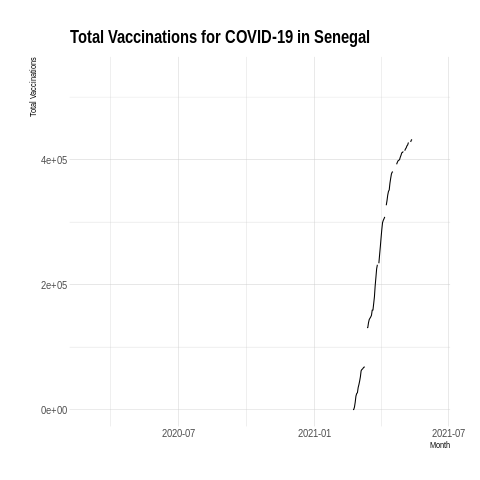 Total Vaccinations for COVID-19 in Senegal
Total Vaccinations
4e+05
2e+05
0e+00
2020-07
2021-01
2021-07
Month